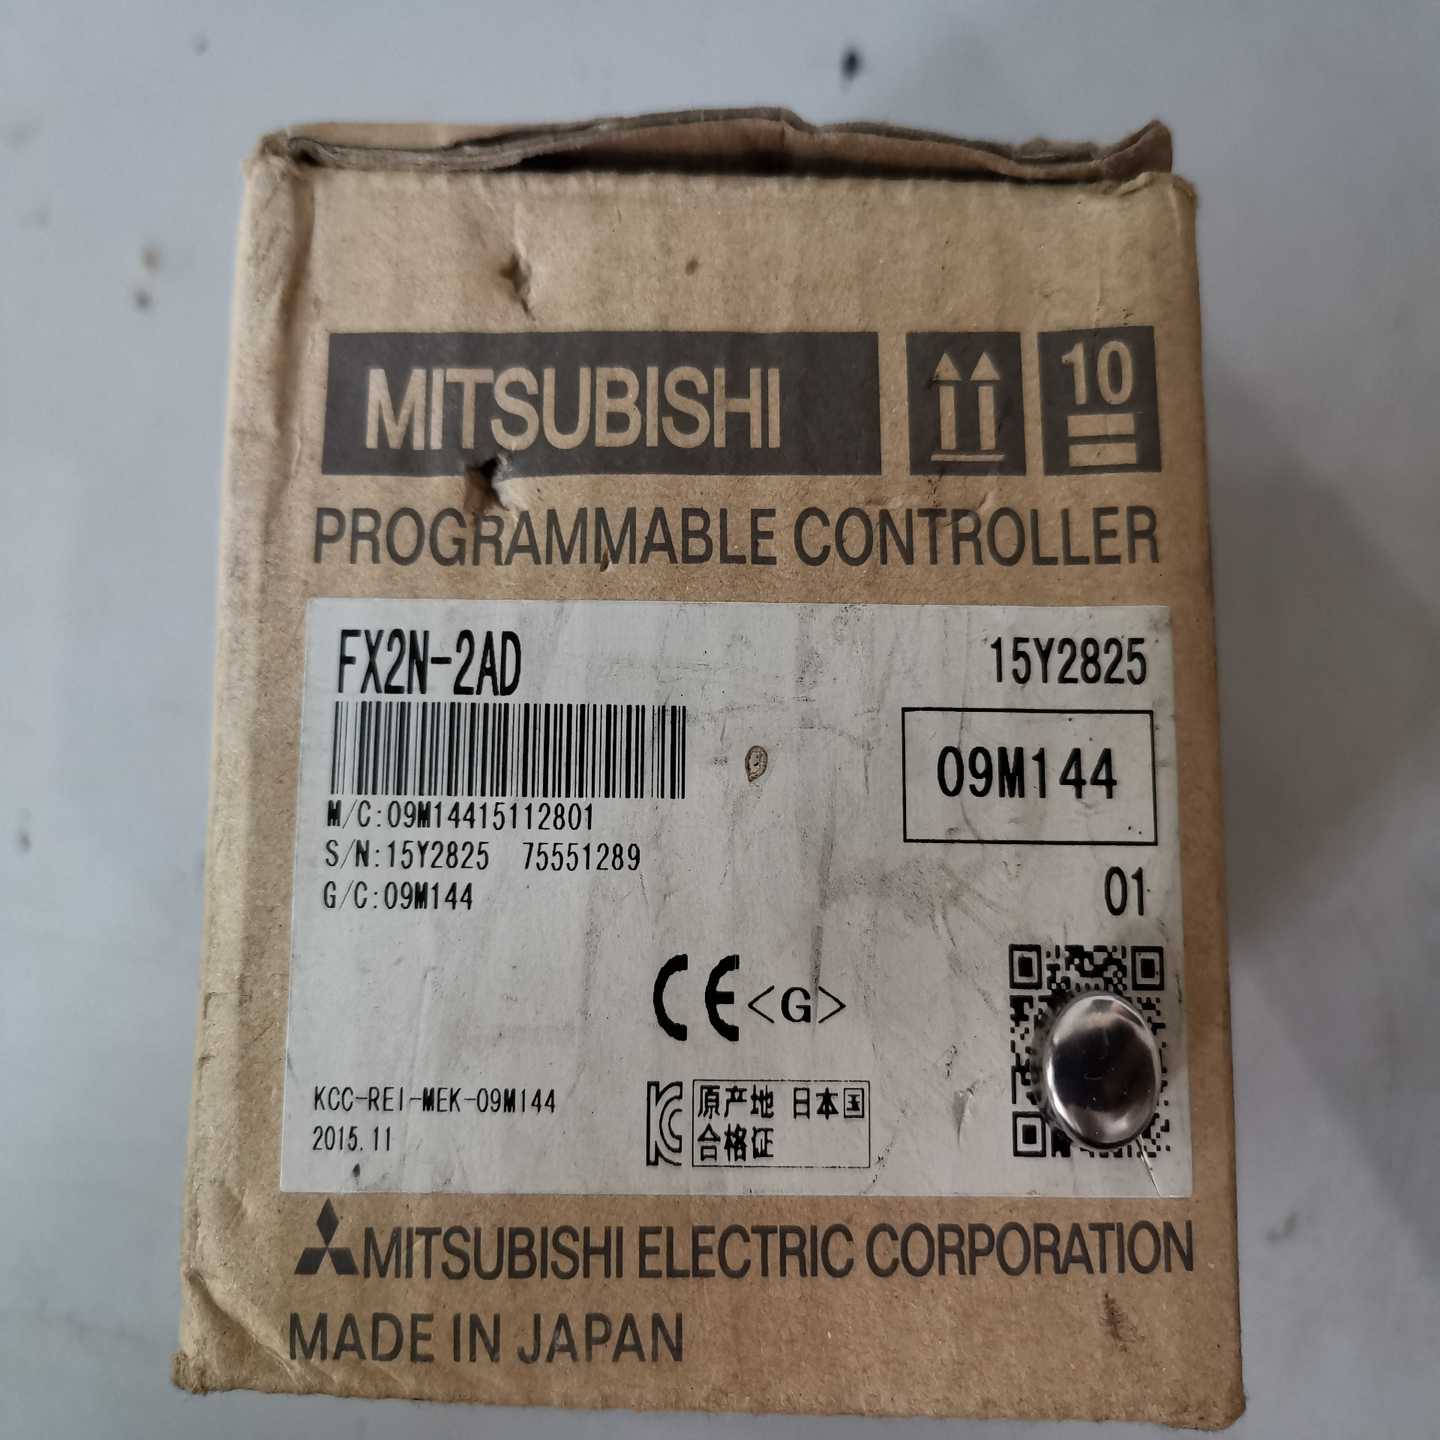 MITSUBISHI
10
PROGRAMMABLE CONTROLLER
FX2N-2AD
15Y2825
09M144
M/C:09M14415112801
S/N:15Y2825 75551289
G/C:09M144
01
CE<G>
KCC-REI-MEK-09M144
2015.11
原产地 日本国
合格证
MITSUBISHI ELECTRIC CORPORATION
MADE IN JAPAN